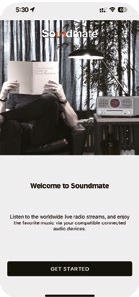 5:30
Soundmate
Welcome to Soundmate
Listen to the worldwide live radio streams, and enjoy
the favorite music via your compatible connected
audio devices.
GET STARTED